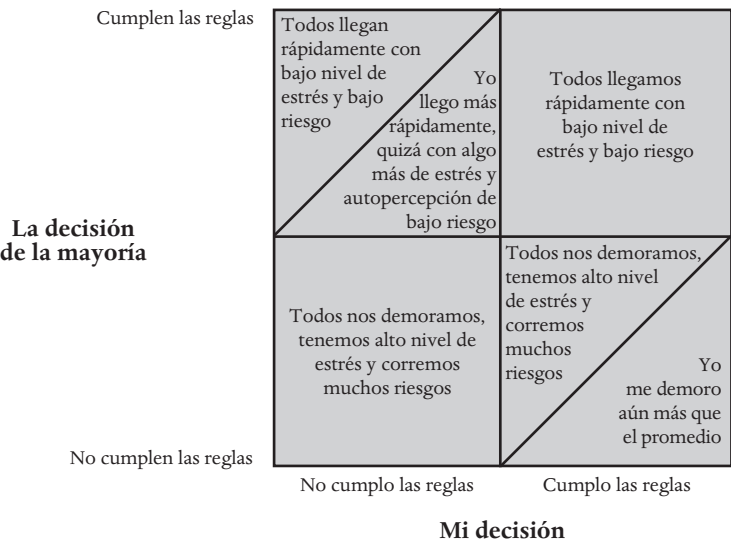 Cumplen las reglas
Todos llegan
rápidamente con
bajo nivel de
estrés y bajo
riesgo
Yo
llego más
rápidamente,
quizá con algo
más de estrés y
autopercepción de
bajo riesgo
Todos llegamos
rápidamente con
bajo nivel de
estrés y bajo riesgo
La decisión
de la mayoría
Todos nos demoramos,
tenemos alto nivel de
estrés y corremos
muchos riesgos
Todos nos demoramos,
tenemos alto nivel
de estrés y
corremos
muchos
riesgos
Yo
me demoro
aún más que
el promedio
No cumplen las reglas
No cumplo las reglas
Cumplo las reglas
Mi decisión